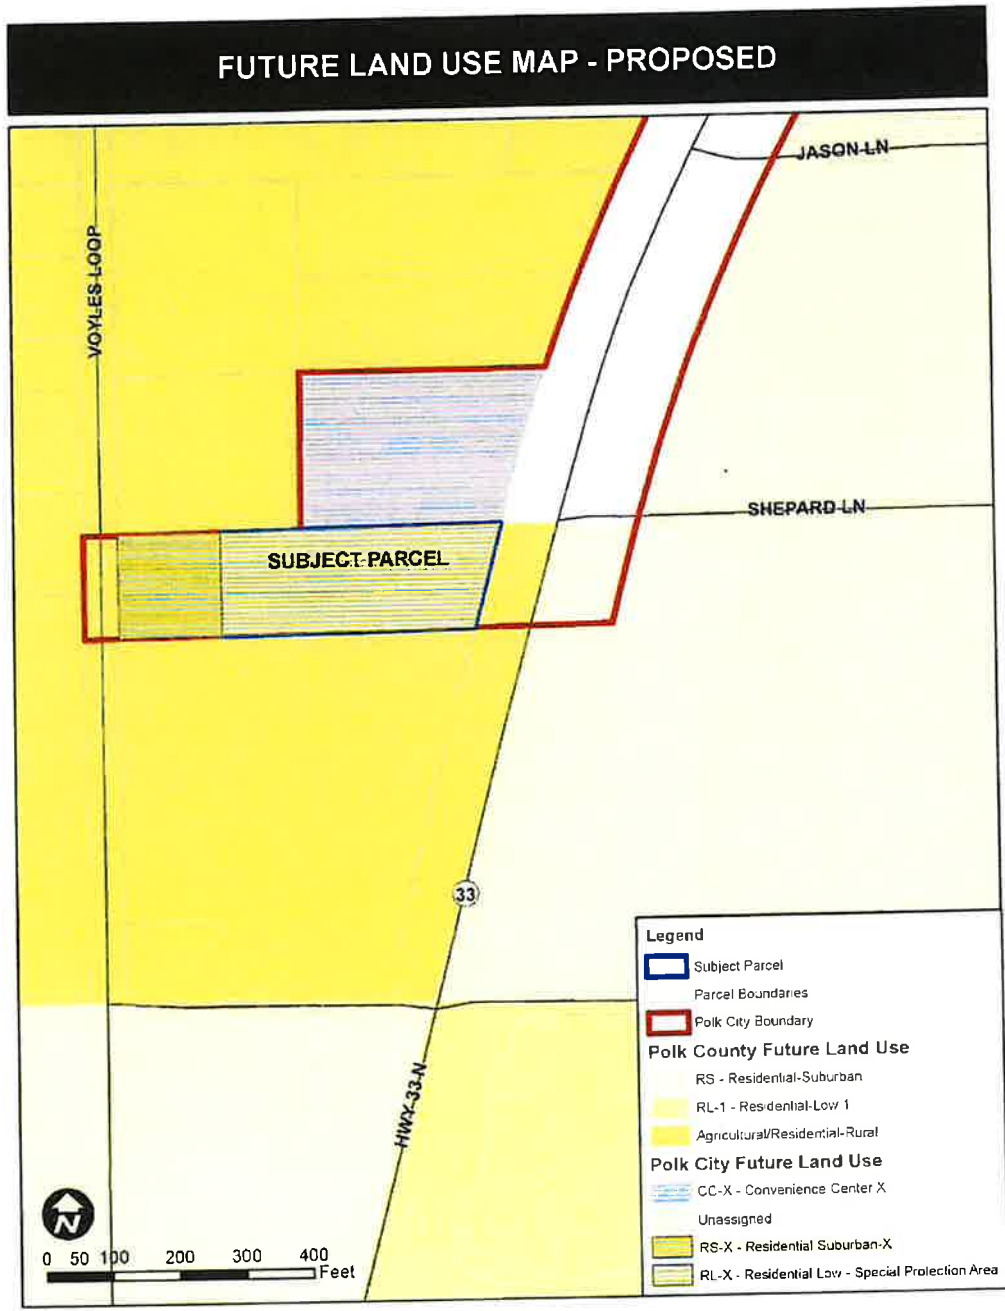 FUTURE LAND USE MAP - PROPOSED
JASON LN
VOYLES LOOP
SHEPARD LN
SUBJECT PARCEL
33
HWY 33 N
Legend
Subject Parcel
Parcel Boundaries
Polk City Boundary
Polk County Future Land Use
RS - Residential-Suburban
RL-1 - Residential-Low 1
Agricultural/Residential-Rural
Polk City Future Land Use
CC-X - Convenience Center X
Unassigned
RS-X - Residential Suburban-X
RL-X - Residential Low - Special Protection Area
N
0 50 100 200 300 400
Feet